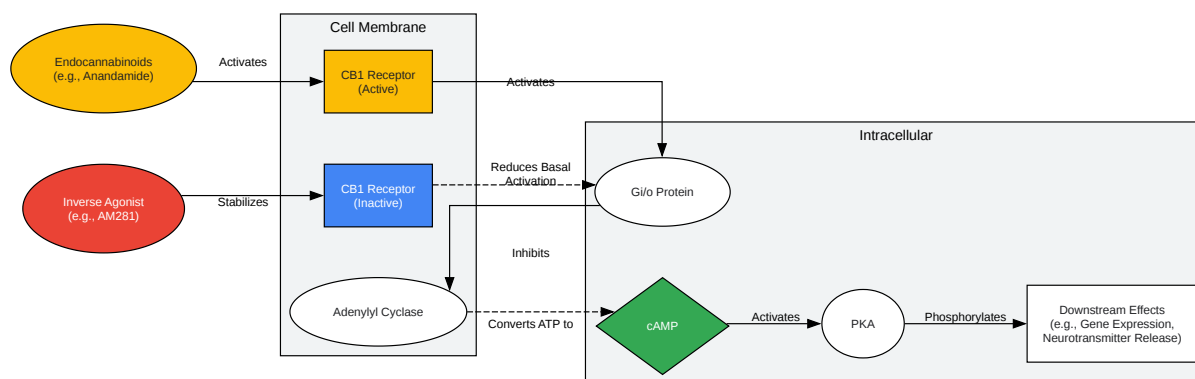 Cell Membrane
Endocannabinoids
(e.g., Anandamide)
Activates
CB1 Receptor
(Active)
Activates
Intracellular
Inverse Agonist
(e.g., AM281)
Stabilizes
CB1 Receptor
(Inactive)
Reduces Basal
Activation
Gi/o Protein
Inhibits
Adenylyl Cyclase
Converts ATP to
cAMP
Activates
PKA
Phosphorylates
Downstream Effects
(e.g., Gene Expression,
Neurotransmitter Release)